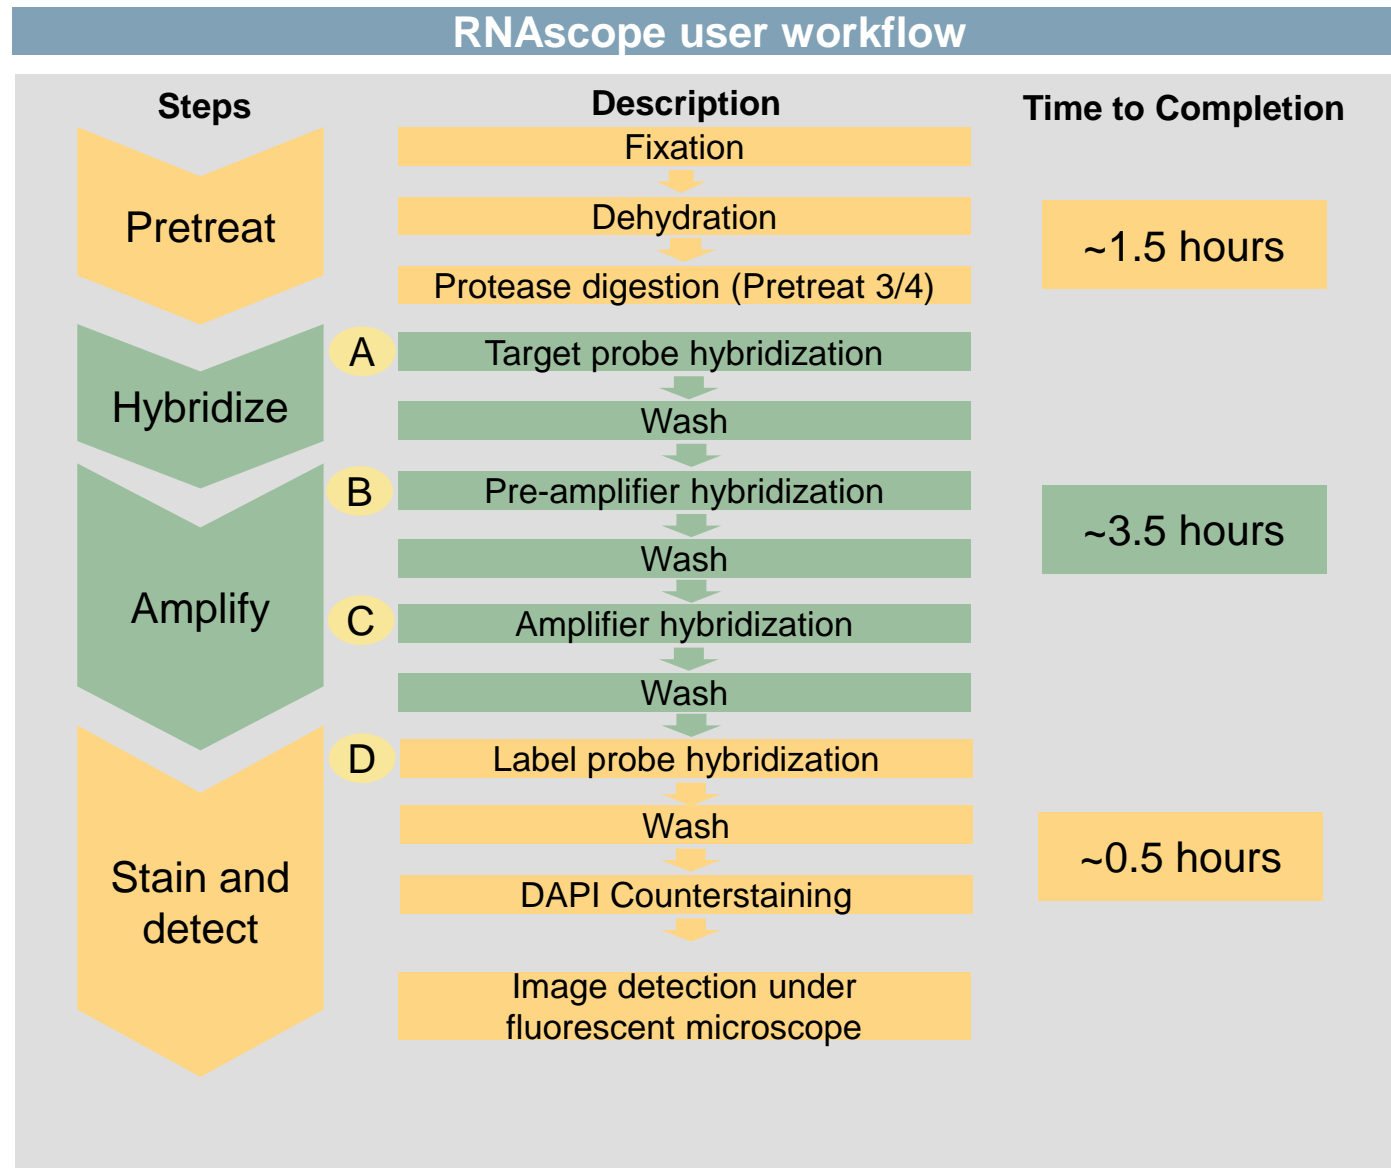 RNAscope user workflow
Steps
Description
Time to Completion
Pretreat
Fixation
Dehydration
Protease digestion (Pretreat 3/4)
~1.5 hours
Hybridize
A
Target probe hybridization
Wash
Amplify
B
Pre-amplifier hybridization
Wash
C
Amplifier hybridization
Wash
~3.5 hours
Stain and
detect
D
Label probe hybridization
Wash
DAPI Counterstaining
Image detection under
fluorescent microscope
~0.5 hours